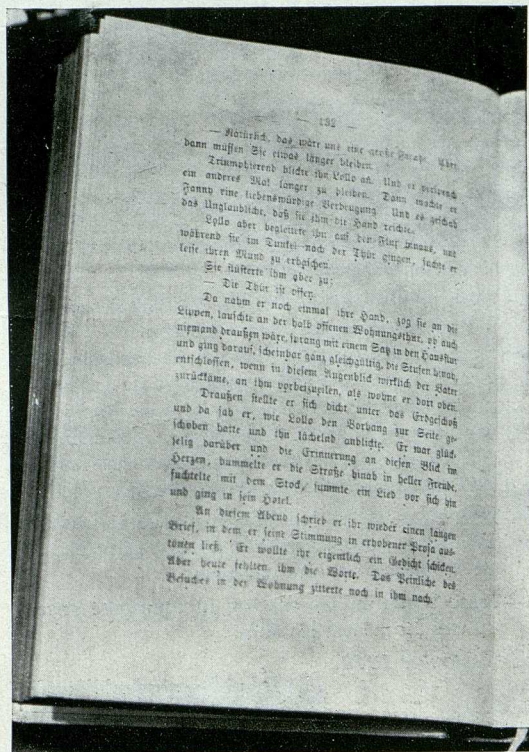 — 132 —
— Natürlich, das wäre uns eine große Freude. Aber
dann müssen Sie etwas länger bleiben.
Triumphierend blickte ihn Lollo an. Und er versprach
ein anderes Mal länger zu bleiben. Dann machte er
Fanny eine liebenswürdige Verbeugung. Und es geschah
das Unglaubliche, daß sie ihm die Hand reichte.
Lollo aber begleitete ihn auf den Flur hinaus, und
während sie im Dunkel nach der Thür gingen, suchte er
leise ihren Mund zu erhaschen.
Sie flüsterte ihm aber zu:
— Die Thür ist offen.
Da nahm er noch einmal ihre Hand, zog sie an die
Lippen, lauschte an der halb offenen Wohnungsthür, ob auch
niemand draußen wäre, sprang mit einem Satz in den Hausflur
und ging darauf, scheinbar ganz gleichgültig, die Stufen hinab,
entschlossen, wenn in diesem Augenblick wirklich der Vater
zurückkäme, an ihm vorbeizueilen, als wohne er dort oben.
Draußen stellte er sich dicht unter das Erdgeschoß
und da sah er, wie Lollo den Vorhang zur Seite ge-
schoben hatte und ihn lächelnd anblickte. Er war glück-
selig darüber und die Erinnerung an diesen Blick im
Herzen, bummelte er die Straße hinab in heller Freude,
fuchtelte mit dem Stock, summte ein Lied vor sich hin
und ging in sein Hotel.
An diesem Abend schrieb er ihr wieder einen langen
Brief, in dem er seine Stimmung in erhobener Prosa aus-
tönen ließ. Er wollte ihr eigentlich ein Gedicht schicken.
Aber heute fehlten ihm die Worte. Das Peinliche des
Besuches in der Wohnung zitterte noch in ihm nach.